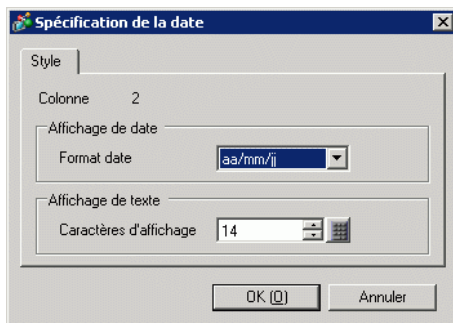 Spécification de la date
Style
Colonne 2
Affichage de date
Format date aa/mm/jj
Affichage de texte
Caractères d'affichage 14
OK (O) Annuler